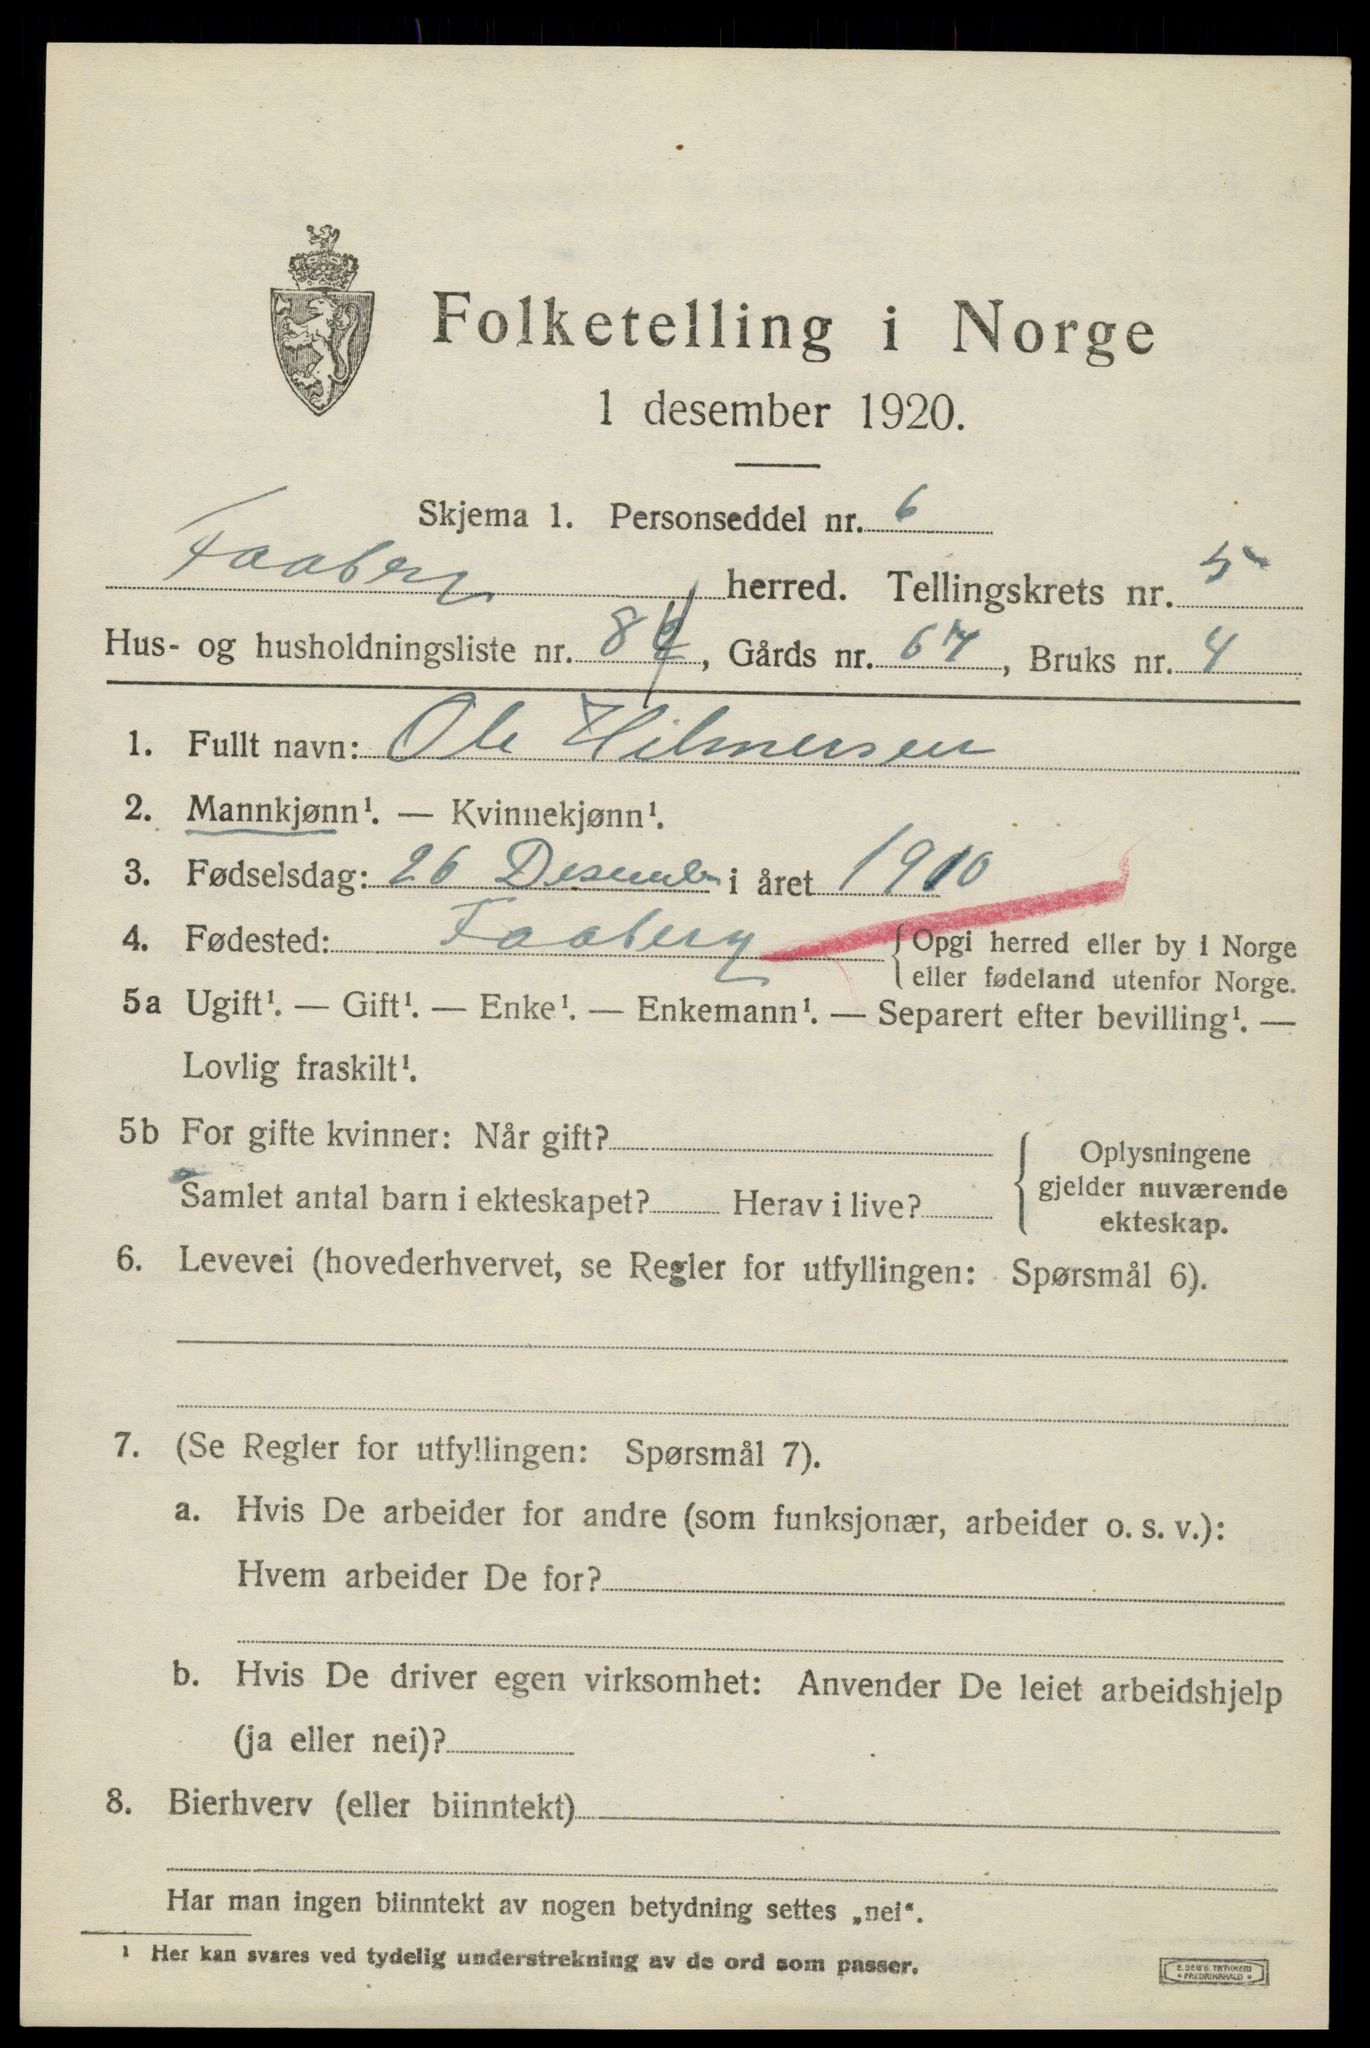 Folketelling i Norge
1 desember 1920.
Skjema 1. Personseddel nr. 6
Faaberg herred. Tellingskrets nr. 5
Hus- og husholdningsliste nr. 84, Gårds nr. 67, Bruks nr. 4
1. Fullt navn: Ole Hilmersen
2. Mannkjønn¹. — Kvinnekjønn¹.
3. Fødselsdag: 26 Desemb i året 1910
4. Fødested: Faaberg {Opgi herred eller by i Norge
eller fødeland utenfor Norge.
5a Ugift¹. — Gift¹. — Enke¹. — Enkemann¹. — Separert efter bevilling¹. —
Lovlig fraskilt¹.
5b For gifte kvinner: Når gift?
Samlet antal barn i ekteskapet? Herav i live?
Oplysningene
gjelder nuværende
ekteskap.
6. Levevei (hovederhvervet, se Regler for utfyllingen: Spørsmål 6).
7. (Se Regler for utfyllingen: Spørsmål 7).
a. Hvis De arbeider for andre (som funksjonær, arbeider o. s. v.):
Hvem arbeider De for?
b. Hvis De driver egen virksomhet: Anvender De leiet arbeidshjelp
(ja eller nei)?
8. Bierhverv (eller biinntekt)
Har man ingen biinntekt av nogen betydning settes „nei“.
¹ Her kan svares ved tydelig understrekning av de ord som passer.
E. SEM'S TRYKKERI
* FREDRIKSHALD *